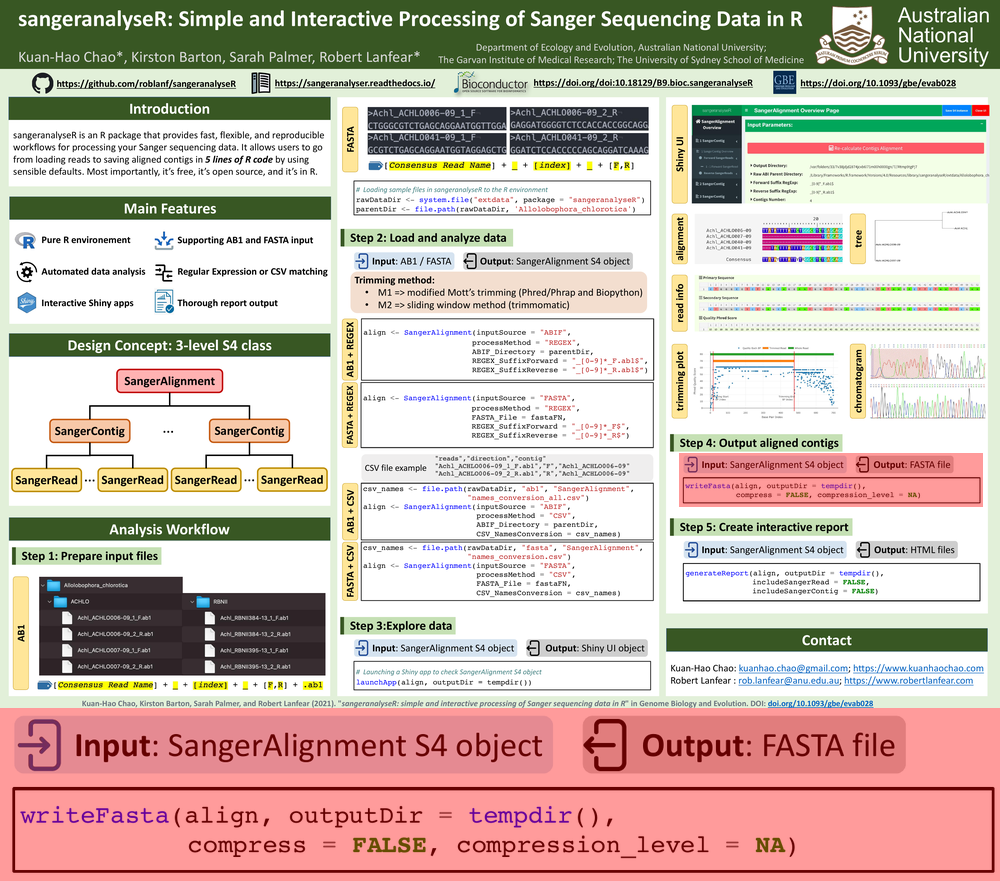 sangeranalyseR: Simple and Interactive Processing of Sanger Sequencing Data in R
Kuan-Hao Chao*, Kirston Barton, Sarah Palmer, Robert Lanfear*
Department of Ecology and Evolution, Australian National University;
The Garvan Institute of Medical Research; The University of Sydney School of Medicine
Australian
National
University
https://github.com/roblanf/sangeranalyseR
https://sangeranalyser.readthedocs.io/
Bioconductor
https://doi.org/doi:10.18129/B9.bioc.sangeranalyseR
GBE
https://doi.org/10.1093/gbe/evab028
Introduction
sangeranalyseR is an R package that provides fast, flexible, and reproducible
workflows for processing your Sanger sequencing data. It allows users to go
from loading reads to saving aligned contigs in 5 lines of R code by using
sensible defaults. Most importantly, it's free, it's open source, and it's in R.
Main Features
Pure R environement
Supporting AB1 and FASTA input
Automated data analysis
Regular Expression or CSV matching
Interactive Shiny apps
Thorough report output
Design Concept: 3-level S4 class
SangerAlignment
SangerContig
...
SangerContig
SangerRead
...
SangerRead
SangerRead
...
SangerRead
Analysis Workflow
Step 1: Prepare input files
AB1
Allolobophora_chlorotica
ACHLO
RBNII
Achl_ACHLO006-09_1_F.ab1
Achl_RBNII384-13_1_F.ab1
Achl_ACHLO006-09_2_R.ab1
Achl_RBNII384-13_2_R.ab1
Achl_ACHLO007-09_1_F.ab1
Achl_RBNII395-13_1_F.ab1
Achl_ACHLO007-09_2_R.ab1
Achl_RBNII395-13_2_R.ab1
[Consensus Read Name] + _ + [index] + _ + [F,R] + .ab1
FASTA
>Achl_ACHLO006-09_1_F
CTGGGCGTCTGAGCAGGAATGGTTGGA
>Achl_ACHLO006-09_2_R
GAGGATGGGGTCTCCACCACCGGCAGG
>Achl_ACHLO041-09_1_F
GCGTCTGAGCAGGAATGGTAGGAGCT
>Achl_ACHLO041-09_2_R
GGATCTCCACCCCCAGCAGGATCAAAG
[Consensus Read Name] + _ + [index] + _ + [F,R]
# Loading sample files in sangeranalyseR to the R environment
rawDataDir <- system.file("extdata", package = "sangeranalyseR")
parentDir <- file.path(rawDataDir, 'Allolobophora_chlorotica')
Step 2: Load and analyze data
Input: AB1 / FASTA
Output: SangerAlignment S4 object
Trimming method:
• M1 => modified Mott's trimming (Phred/Phrap and Biopython)
• M2 => sliding window method (trimmomatic)
AB1 + REGEX
align <- SangerAlignment(inputSource = "ABIF",
processMethod = "REGEX",
ABIF_Directory = parentDir,
REGEX_SuffixForward = "_[0-9]*_F.ab1$",
REGEX_SuffixReverse = "_[0-9]*_R.ab1$")
FASTA + REGEX
align <- SangerAlignment(inputSource = "FASTA",
processMethod = "REGEX",
FASTA_File = fastaFN,
REGEX_SuffixForward = "_[0-9]*_F$",
REGEX_SuffixReverse = "_[0-9]*_R$")
CSV file example
"reads","direction","contig"
"Achl_ACHLO006-09_1_F.ab1","F","Achl_ACHLO006-09"
"Achl_ACHLO006-09_2_R.ab1","R","Achl_ACHLO006-09"
AB1 + CSV
csv_names <- file.path(rawDataDir, "ab1", "SangerAlignment",
"names_conversion_all.csv")
align <- SangerAlignment(inputSource = "ABIF",
processMethod = "CSV",
ABIF_Directory = parentDir,
CSV_NamesConversion = csv_names)
FASTA + CSV
csv_names <- file.path(rawDataDir, "fasta", "SangerAlignment",
"names_conversion.csv")
align <- SangerAlignment(inputSource = "FASTA",
processMethod = "CSV",
FASTA_File = fastaFN,
CSV_NamesConversion = csv_names)
Step 3:Explore data
Input: SangerAlignment S4 object
Output: Shiny UI object
# Launching a Shiny app to check SangerAlignment S4 object
launchApp(align, outputDir = tempdir())
Shiny UI
SangerAlignment Overview Page
SangerAlignment
Overview
Input Parameters:
Re-calculate Contigs Alignment
Output Directory:
Raw AB1 Parent Directory:
Forward Suffix RegExp:
Reverse Suffix RegExp:
Contigs Number:
alignment
20
Achl_ACHLO006-09
Achl_ACHLO007-09
Achl_ACHLO040-09
Achl_ACHLO041-09
Consensus
tree
read info
Primary Sequence
Secondary Sequence
Quality Phred Score
trimming plot
chromatogram
Step 4: Output aligned contigs
Input: SangerAlignment S4 object
Output: FASTA file
writeFasta(align, outputDir = tempdir(),
compress = FALSE, compression_level = NA)
Step 5: Create interactive report
Input: SangerAlignment S4 object
Output: HTML files
generateReport(align, outputDir = tempdir(),
includeSangerRead = FALSE,
includeSangerContig = FALSE)
Contact
Kuan-Hao Chao: kuanhao.chao@gmail.com; https://www.kuanhaochao.com
Robert Lanfear : rob.lanfear@anu.edu.au; https://www.robertlanfear.com
Kuan-Hao Chao, Kirston Barton, Sarah Palmer, and Robert Lanfear (2021). "sangeranalyseR: simple and interactive processing of Sanger sequencing data in R" in Genome Biology and Evolution. DOI: doi.org/10.1093/gbe/evab028
Input: SangerAlignment S4 object
Output: FASTA file
writeFasta(align, outputDir = tempdir(),
compress = FALSE, compression_level = NA)